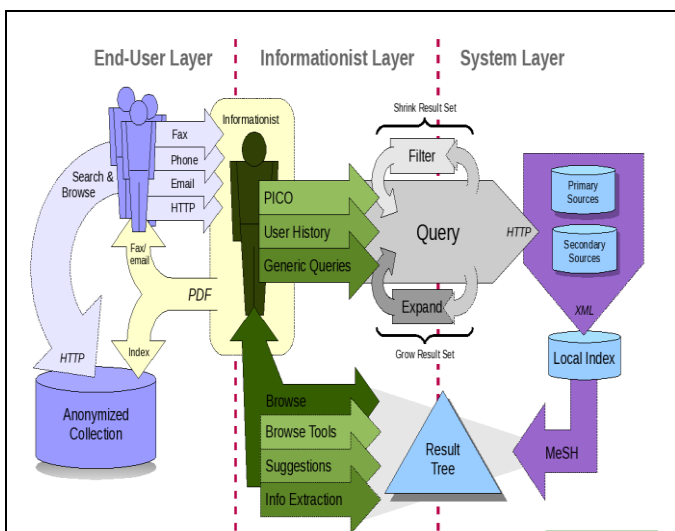 End-User Layer
Informationist Layer
System Layer
Informationist
Shrink Result Set
Fax
Phone
Email
HTTP
Search &
Browse
Filter
Primary
Sources
PICO
User History
Generic Queries
Query
HTTP
Secondary
Sources
Fax/
email
PDF
Expand
XML
Index
HTTP
Grow Result Set
Local Index
Anonymized
Collection
Browse
Browse Tools
Suggestions
Info Extraction
Result
Tree
MeSH